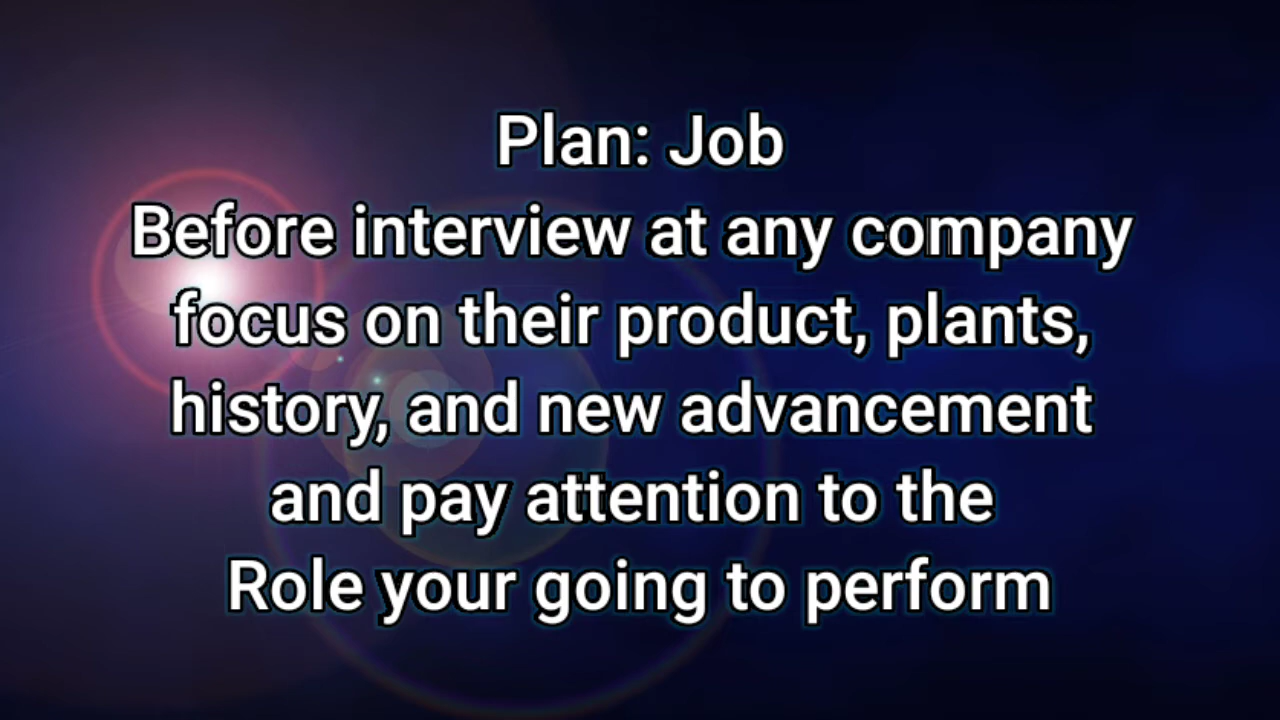 Plan: Job
Before interview at any company
focus on their product, plants,
history, and new advancement
and pay attention to the
Role your going to perform